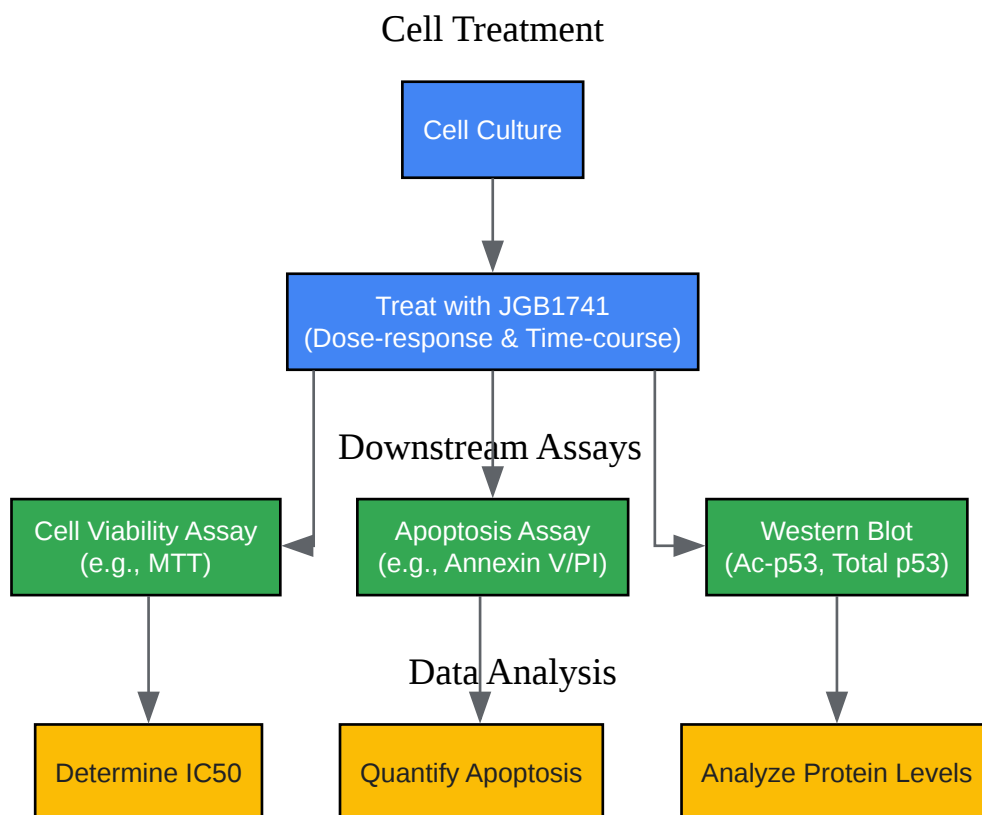 Cell Treatment
Cell Culture
Treat with JGB1741
(Dose-response & Time-course)
Downstream Assays
Cell Viability Assay
(e.g., MTT)
Apoptosis Assay
(e.g., Annexin V/PI)
Western Blot
(Ac-p53, Total p53)
Data Analysis
Determine IC50
Quantify Apoptosis
Analyze Protein Levels